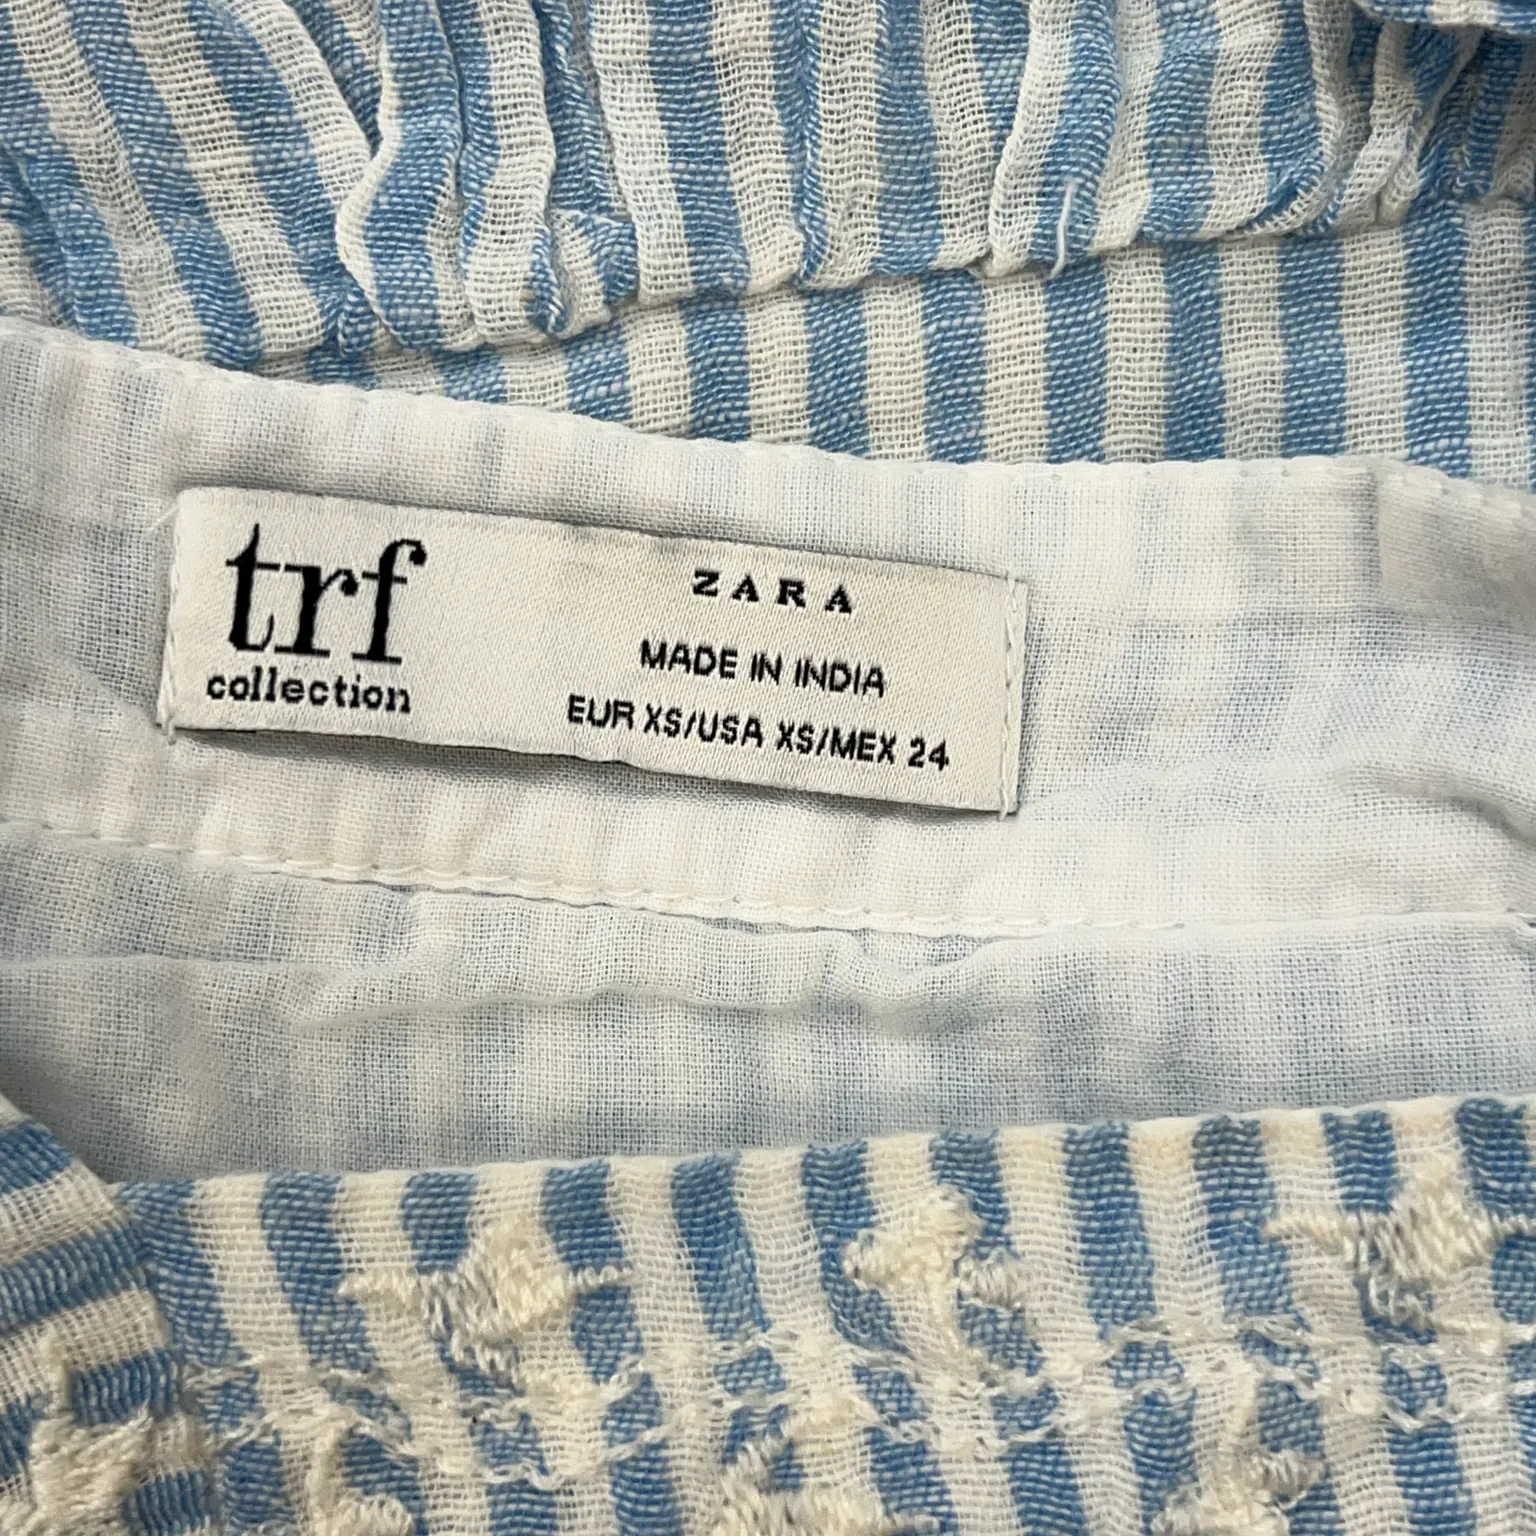 trf
collection
ZARA
MADE IN INDIA
EUR XS/USA XS/MEX 24